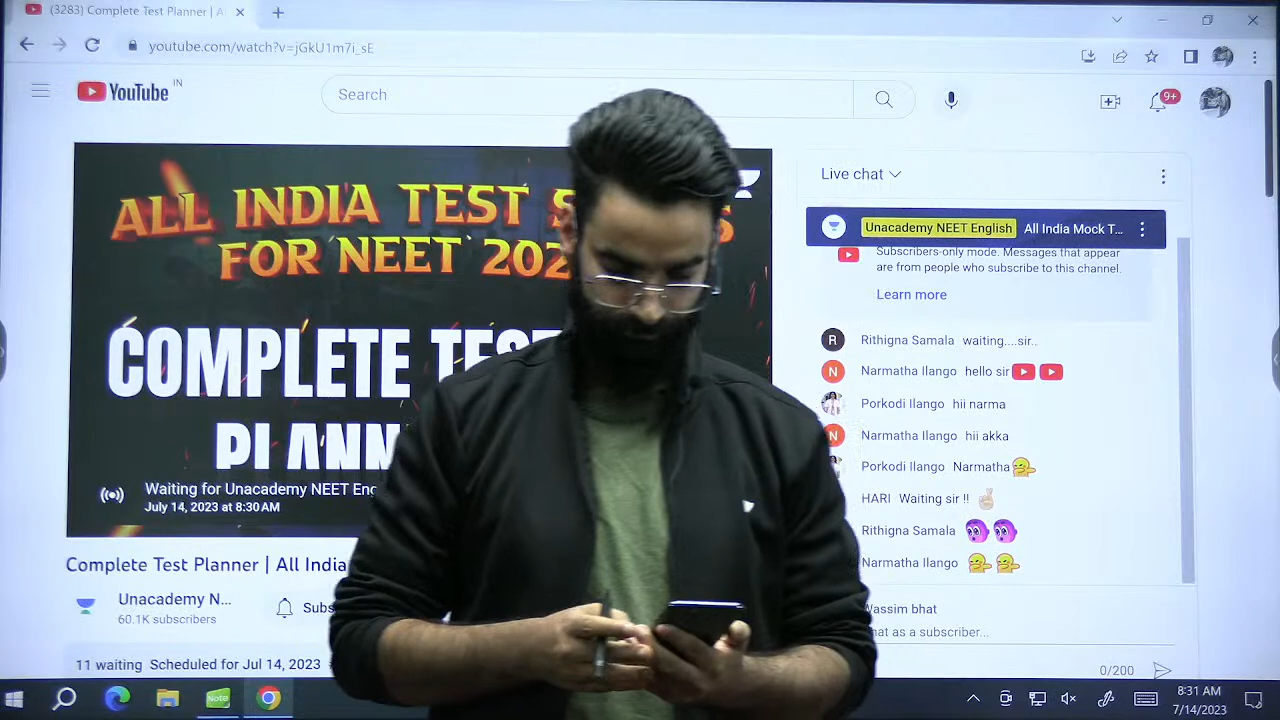 (3283) Complete Test Planner | Al
youtube.com/watch?v=jGkU1m7i_sE
YouTube IN
Search
9+
ALL INDIA TEST
FOR NEET 202
COMPLETE TES
PLANN
Waiting for Unacademy NEET Eng
July 14, 2023 at 8:30 AM
Complete Test Planner | All India
Unacademy N...
60.1K subscribers
Subs
11 waiting Scheduled for Jul 14, 2023
Live chat
Unacademy NEET English All India Mock T...
Subscribers-only mode. Messages that appear
are from people who subscribe to this channel.
Learn more
R Rithigna Samala waiting....sir..
N Narmatha Ilango hello sir
Porkodi Ilango hii narma
N Narmatha Ilango hii akka
Porkodi Ilango Narmatha
HARI Waiting sir !!
Rithigna Samala
Narmatha Ilango
Wassim bhat
hat as a subscriber...
0/200
Note
8:31 AM
7/14/2023